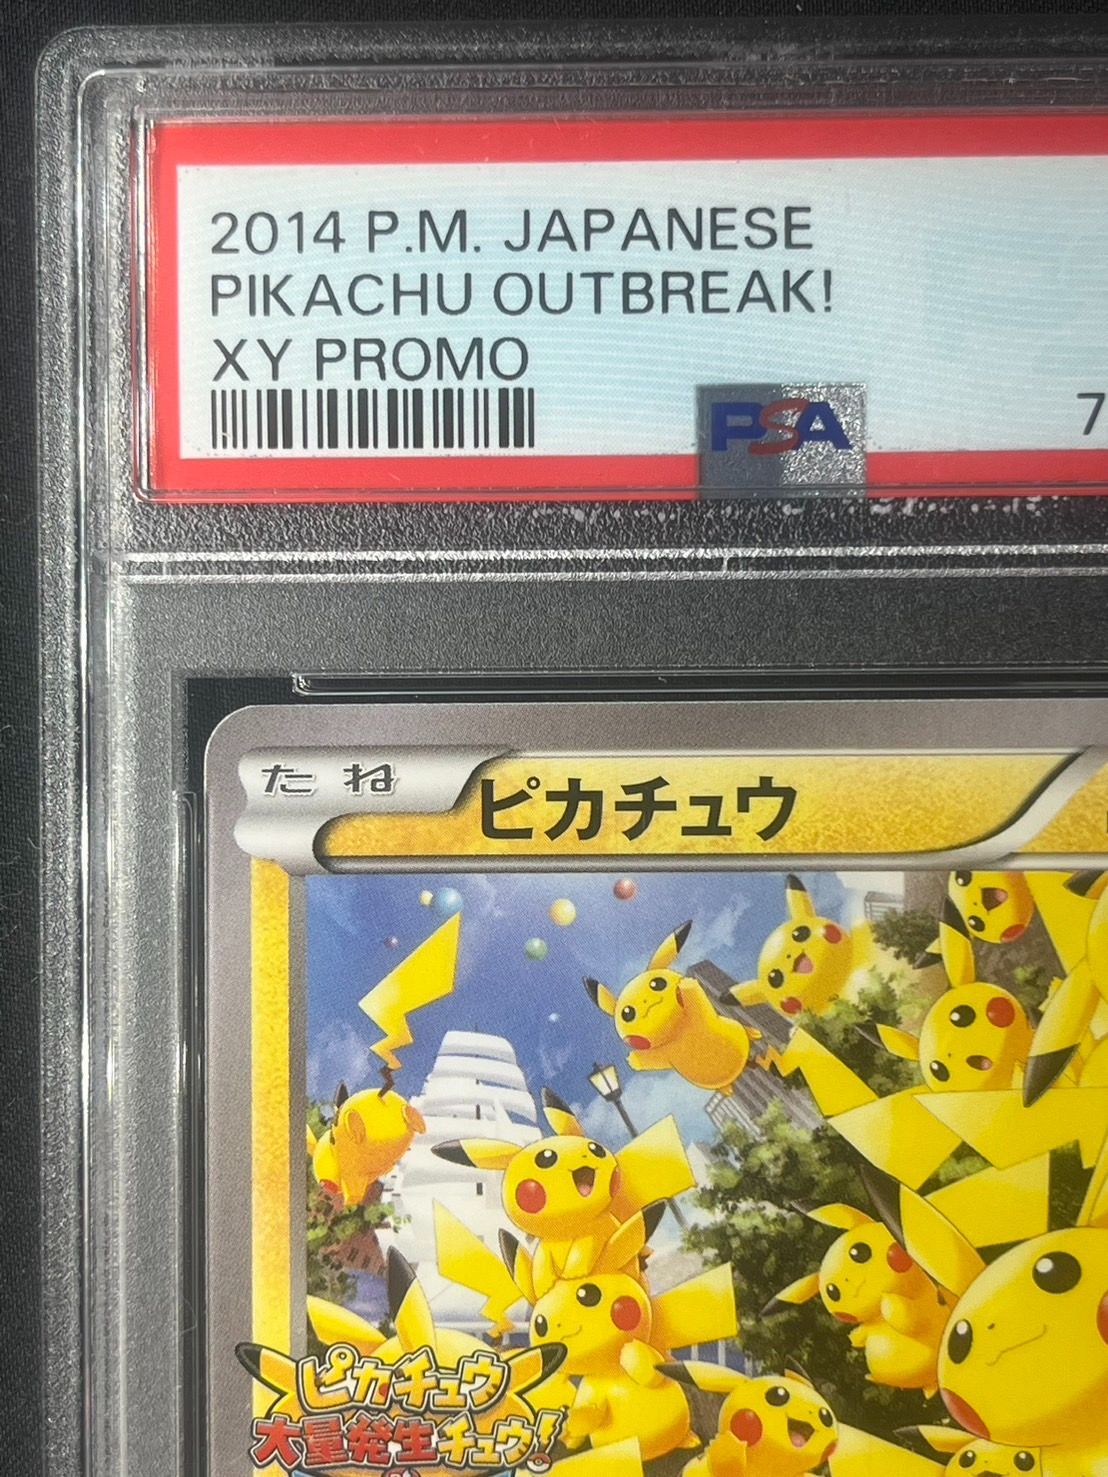 2014 P.M. JAPANESE
PIKACHU OUTBREAK!
XY PROMO
PSA
7
たね
ピカチュウ
ピカチュウ
大量発生チュウ!